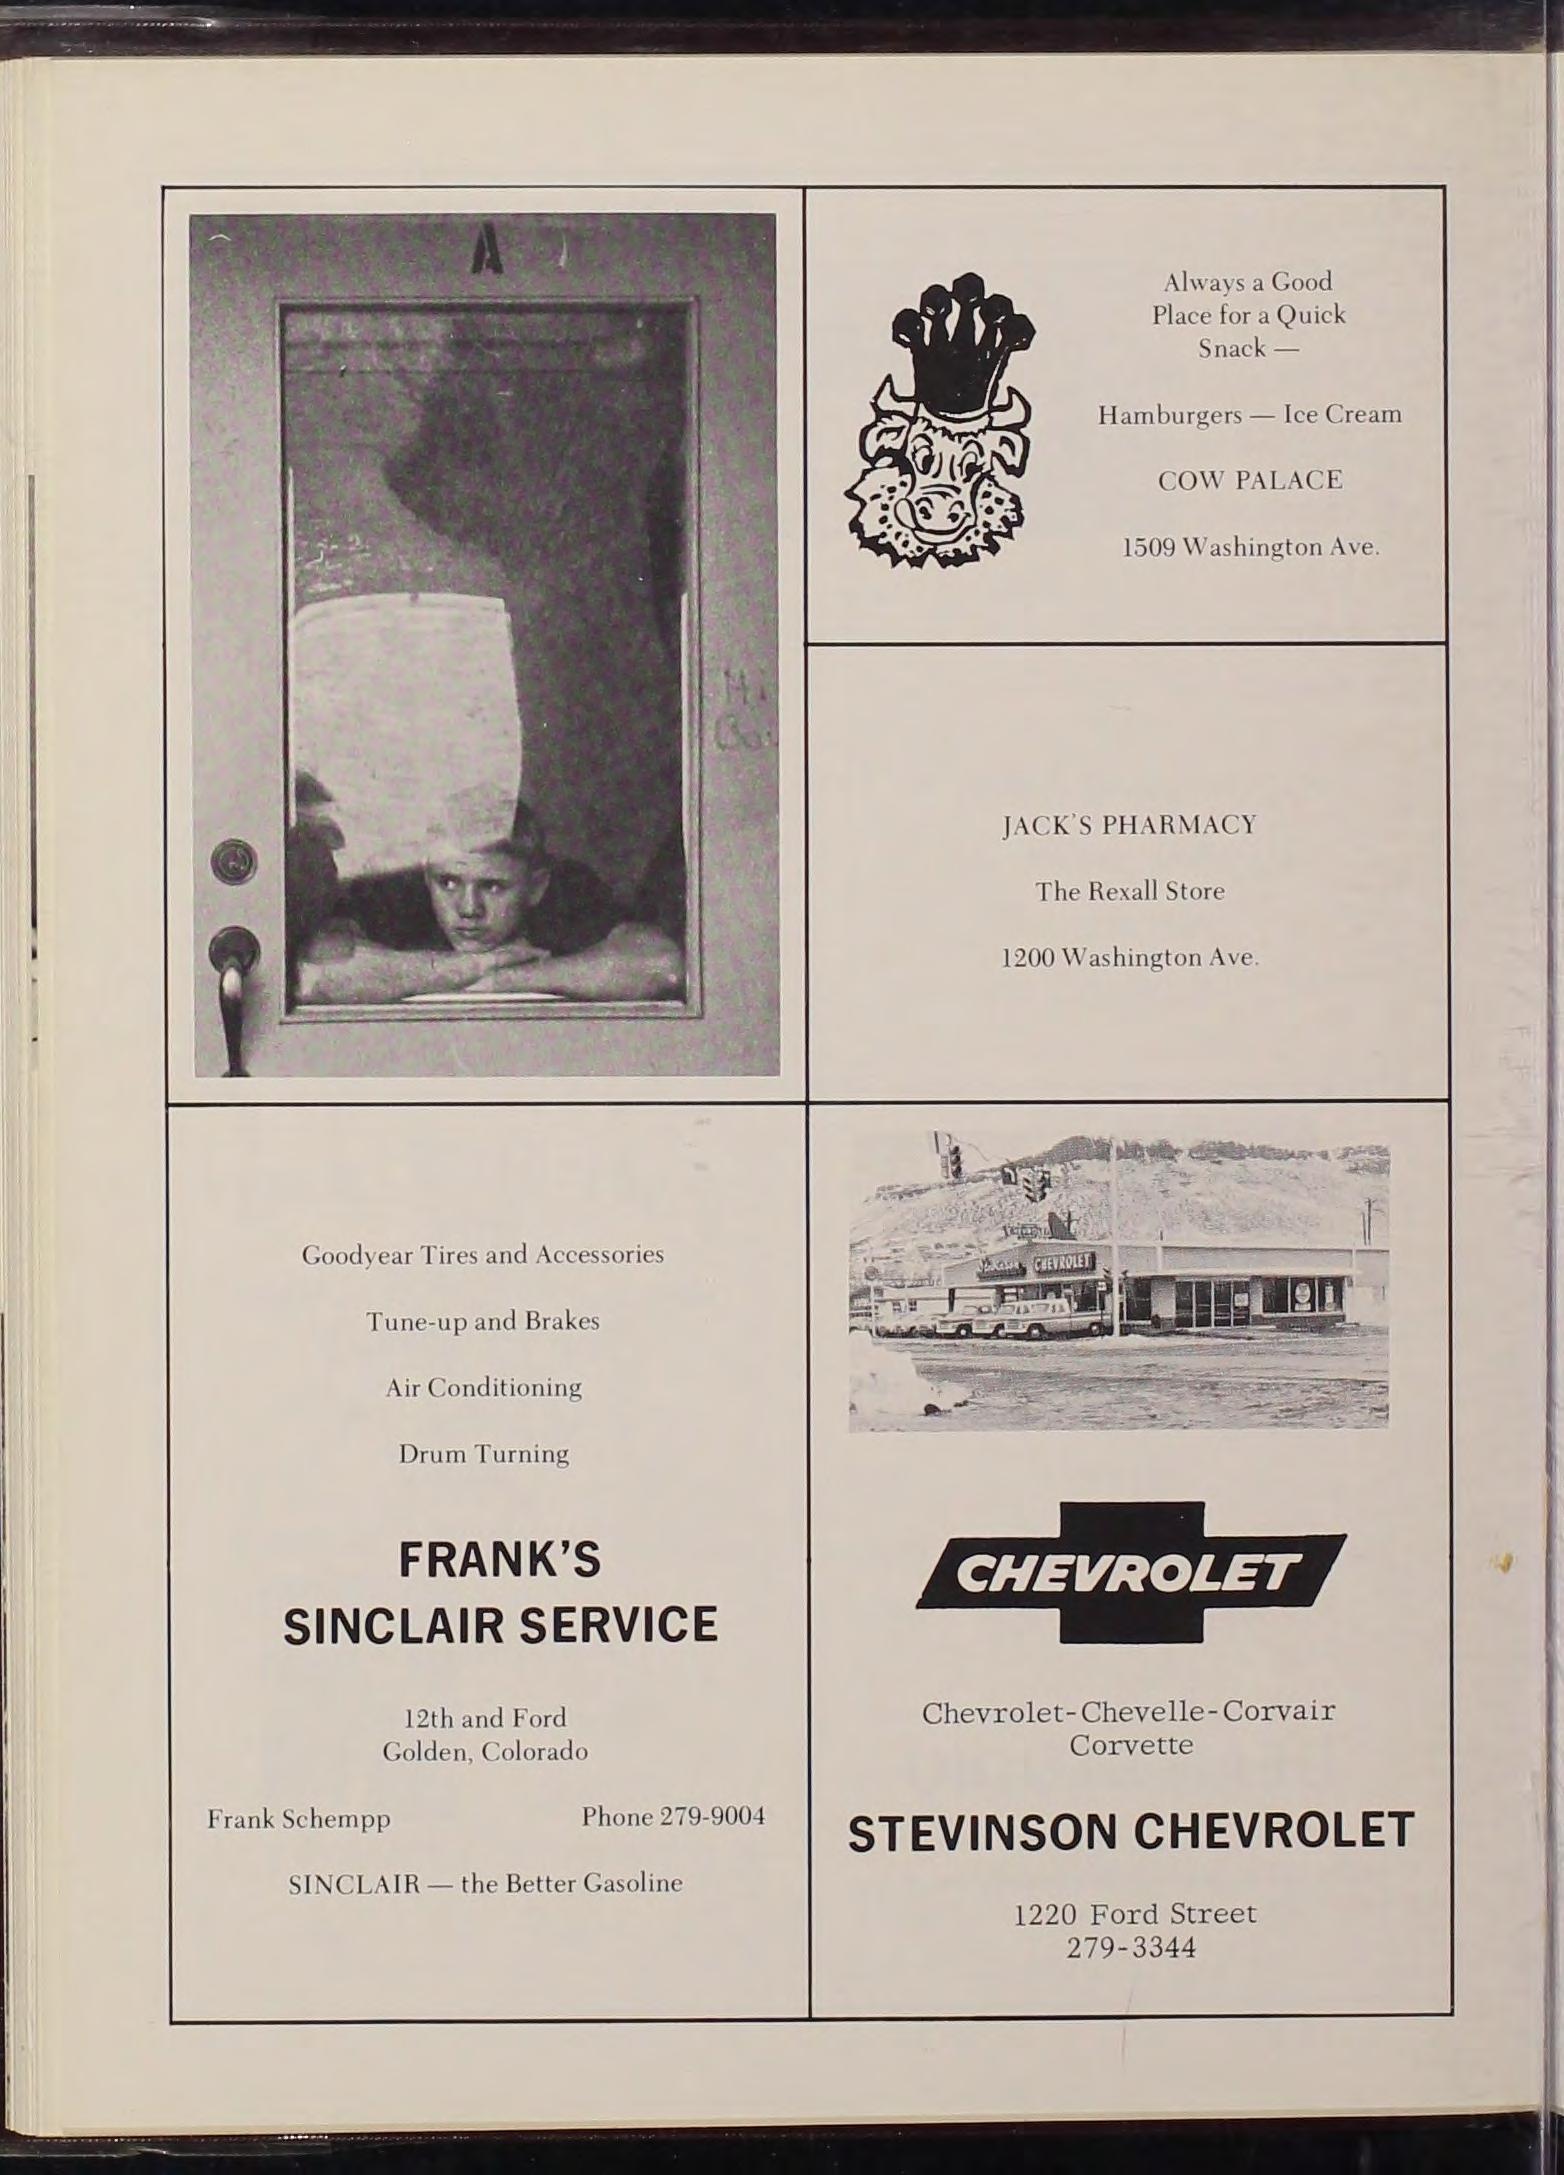 A
Hi
Always a Good
Place for a Quick
Snack —
Hamburgers — Ice Cream
COW PALACE
1509 Washington Ave.
JACK'S PHARMACY
The Rexall Store
1200 Washington Ave.
Goodyear Tires and Accessories
Tune-up and Brakes
Air Conditioning
Drum Turning
FRANK'S
SINCLAIR SERVICE
12th and Ford
Golden, Colorado
Frank Schempp Phone 279-9004
SINCLAIR — the Better Gasoline
Stevinson CHEVROLET
CHEVROLET
Chevrolet-Chevelle-Corvair
Corvette
STEVINSON CHEVROLET
1220 Ford Street
279-3344